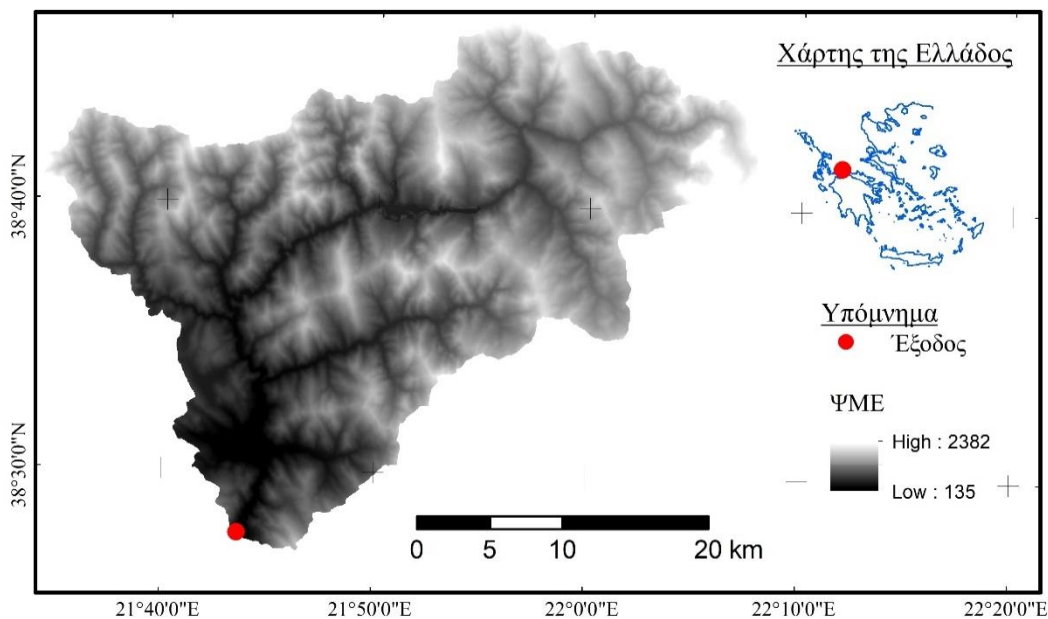 Χάρτης της Ελλάδος
38°40'0"N
Υπόμνημα
Έξοδος
ΨΜΕ
High : 2382
Low : 135
38°30'0"N
0 5 10 20 km
21°40'0"E 21°50'0"E 22°0'0"E 22°10'0"E 22°20'0"E